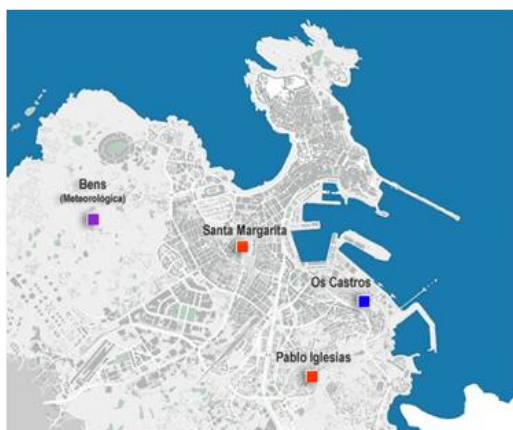 Bens
(Meteorológica)
Santa Margarita
Os Castros
Pablo Iglesias